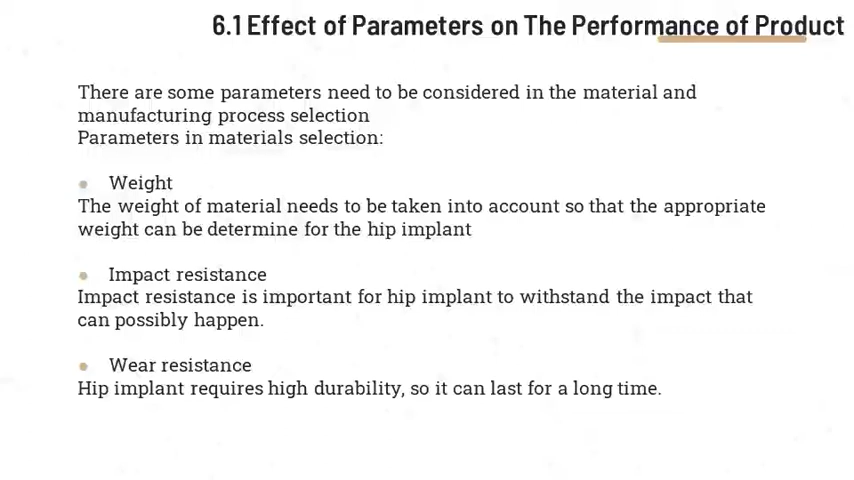 6.1 Effect of Parameters on The Performance of Product
There are some parameters need to be considered in the material and
manufacturing process selection
Parameters in materials selection:
● Weight
The weight of material needs to be taken into account so that the appropriate
weight can be determine for the hip implant
● Impact resistance
Impact resistance is important for hip implant to withstand the impact that
can possibly happen.
● Wear resistance
Hip implant requires high durability, so it can last for a long time.